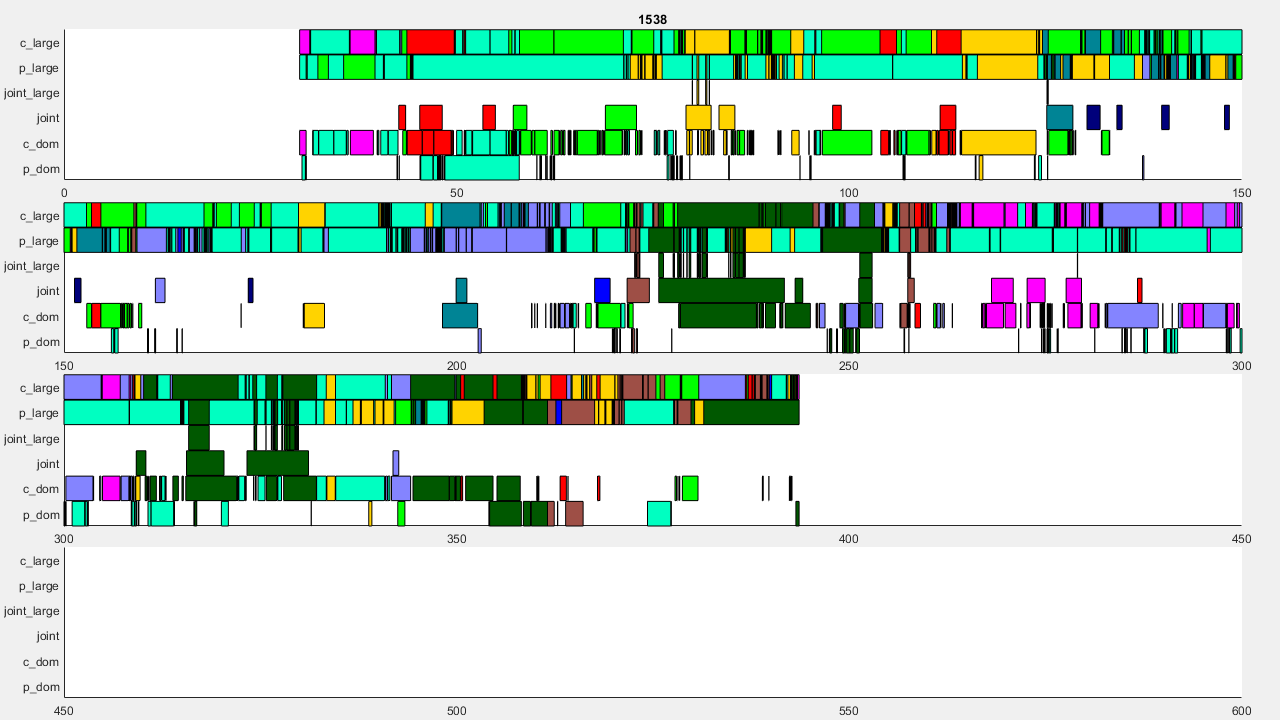 1538
c_large
p_large
joint_large
joint
c_dom
p_dom
0 50 100 150
c_large
p_large
joint_large
joint
c_dom
p_dom
150 200 250 300
c_large
p_large
joint_large
joint
c_dom
p_dom
300 350 400 450
c_large
p_large
joint_large
joint
c_dom
p_dom
450 500 550 600